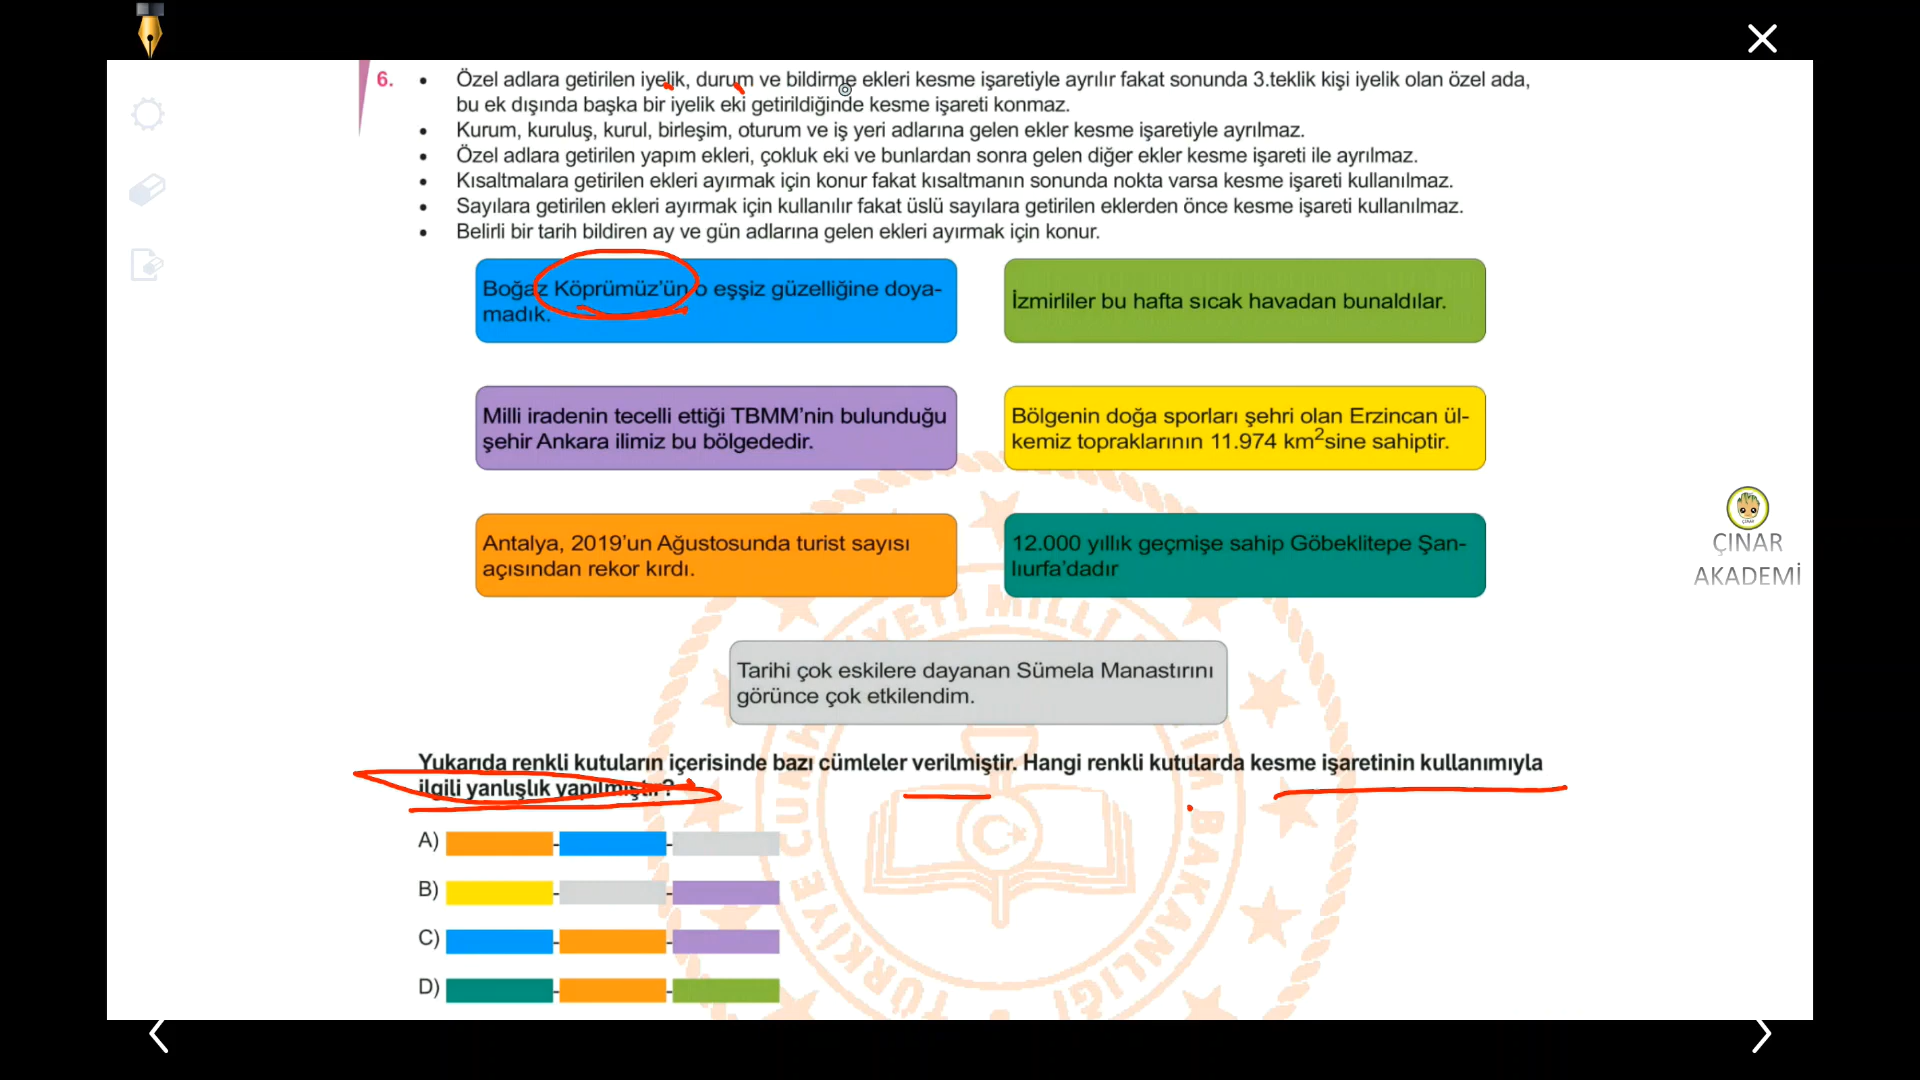 6. • Özel adlara getirilen iyelik, durum ve bildirme ekleri kesme işaretiyle ayrılır fakat sonunda 3.teklik kişi iyelik olan özel ada,
bu ek dışında başka bir iyelik eki getirildiğinde kesme işareti konmaz.
• Kurum, kuruluş, kurul, birleşim, oturum ve iş yeri adlarına gelen ekler kesme işaretiyle ayrılmaz.
• Özel adlara getirilen yapım ekleri, çokluk eki ve bunlardan sonra gelen diğer ekler kesme işareti ile ayrılmaz.
• Kısaltmalara getirilen ekleri ayırmak için konur fakat kısaltmanın sonunda nokta varsa kesme işareti kullanılmaz.
• Sayılara getirilen ekleri ayırmak için kullanılır fakat üslü sayılara getirilen eklerden önce kesme işareti kullanılmaz.
• Belirli bir tarih bildiren ay ve gün adlarına gelen ekleri ayırmak için konur.
Boğaz Köprümüz'ün o eşşiz güzelliğine doya-
madık.
İzmirliler bu hafta sıcak havadan bunaldılar.
Milli iradenin tecelli ettiği TBMM'nin bulunduğu
şehir Ankara ilimiz bu bölgededir.
Bölgenin doğa sporları şehri olan Erzincan ül-
kemiz topraklarının 11.974 km²sine sahiptir.
Antalya, 2019'un Ağustosunda turist sayısı
açısından rekor kırdı.
12.000 yıllık geçmişe sahip Göbeklitepe Şan-
lıurfa'dadır
Tarihi çok eskilere dayanan Sümela Manastırını
görünce çok etkilendim.
Yukarıda renkli kutuların içerisinde bazı cümleler verilmiştir. Hangi renkli kutularda kesme işaretinin kullanımıyla
ilgili yanlışlık yapılmıştır?
A) - -
B) - -
C) - -
D) - -
ÇINAR
AKADEMİ